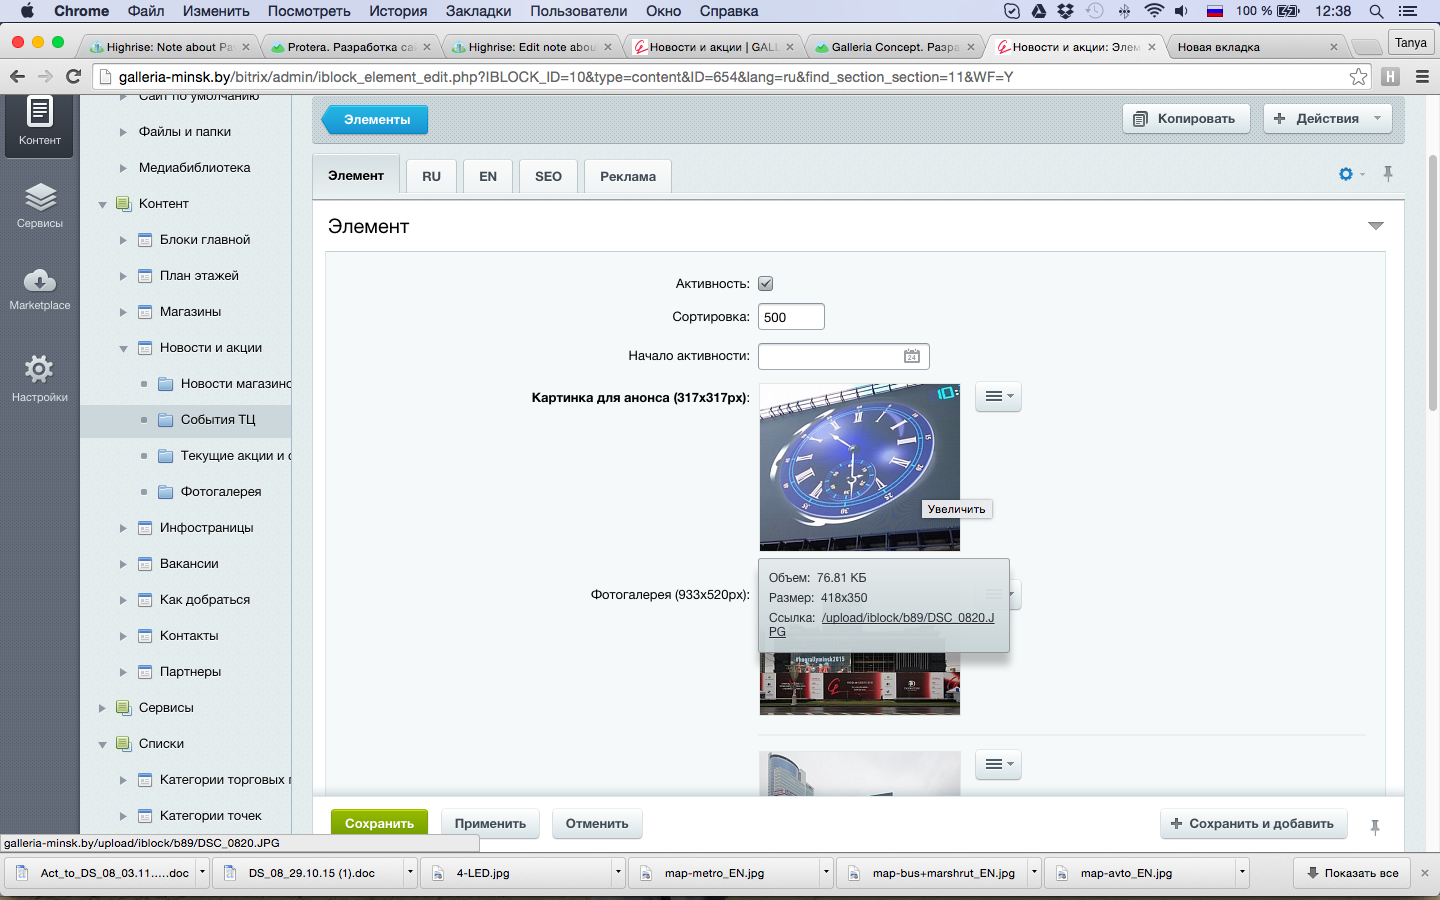 Chrome Файл Изменить Посмотреть История Закладки Пользователи Окно Справка 100 % 12:38
Highrise: Note about Pa Protera. Разработка са Highrise: Edit note abou Новости и акции | GAL Galleria Concept. Разра Новости и акции: Элем Новая вкладка Tanya
galleria-minsk.by/bitrix/admin/iblock_element_edit.php?IBLOCK_ID=10&type=content&ID=654&lang=ru&find_section_section=11&WF=Y
H
Контент
Сервисы
Marketplace
Настройки
Сайт по умолчанию
Файлы и папки
Медиабиблиотека
Контент
Блоки главной
План этажей
Магазины
Новости и акции
Новости магазинс
События ТЦ
Текущие акции и с
Фотогалерея
Инфостраницы
Вакансии
Как добраться
Контакты
Партнеры
Сервисы
Списки
Категории торговых г
Категории точек
Элементы
Копировать
Действия
Элемент RU EN SEO Реклама
Элемент
Активность:
Сортировка: 500
Начало активности: 24
Картинка для анонса (317x317px):
10:
Увеличить
Фотогалерея (933x520px):
Объем: 76.81 КБ
Размер: 418x350
Ссылка: /upload/iblock/b89/DSC_0820.J
PG
#hograllyminsk2015
Сохранить Применить Отменить Сохранить и добавить
galleria-minsk.by/upload/iblock/b89/DSC_0820.JPG
Act_to_DS_08_03.11.....doc DS_08_29.10.15 (1).doc 4-LED.jpg map-metro_EN.jpg map-bus+marshrut_EN.jpg map-avto_EN.jpg Показать все